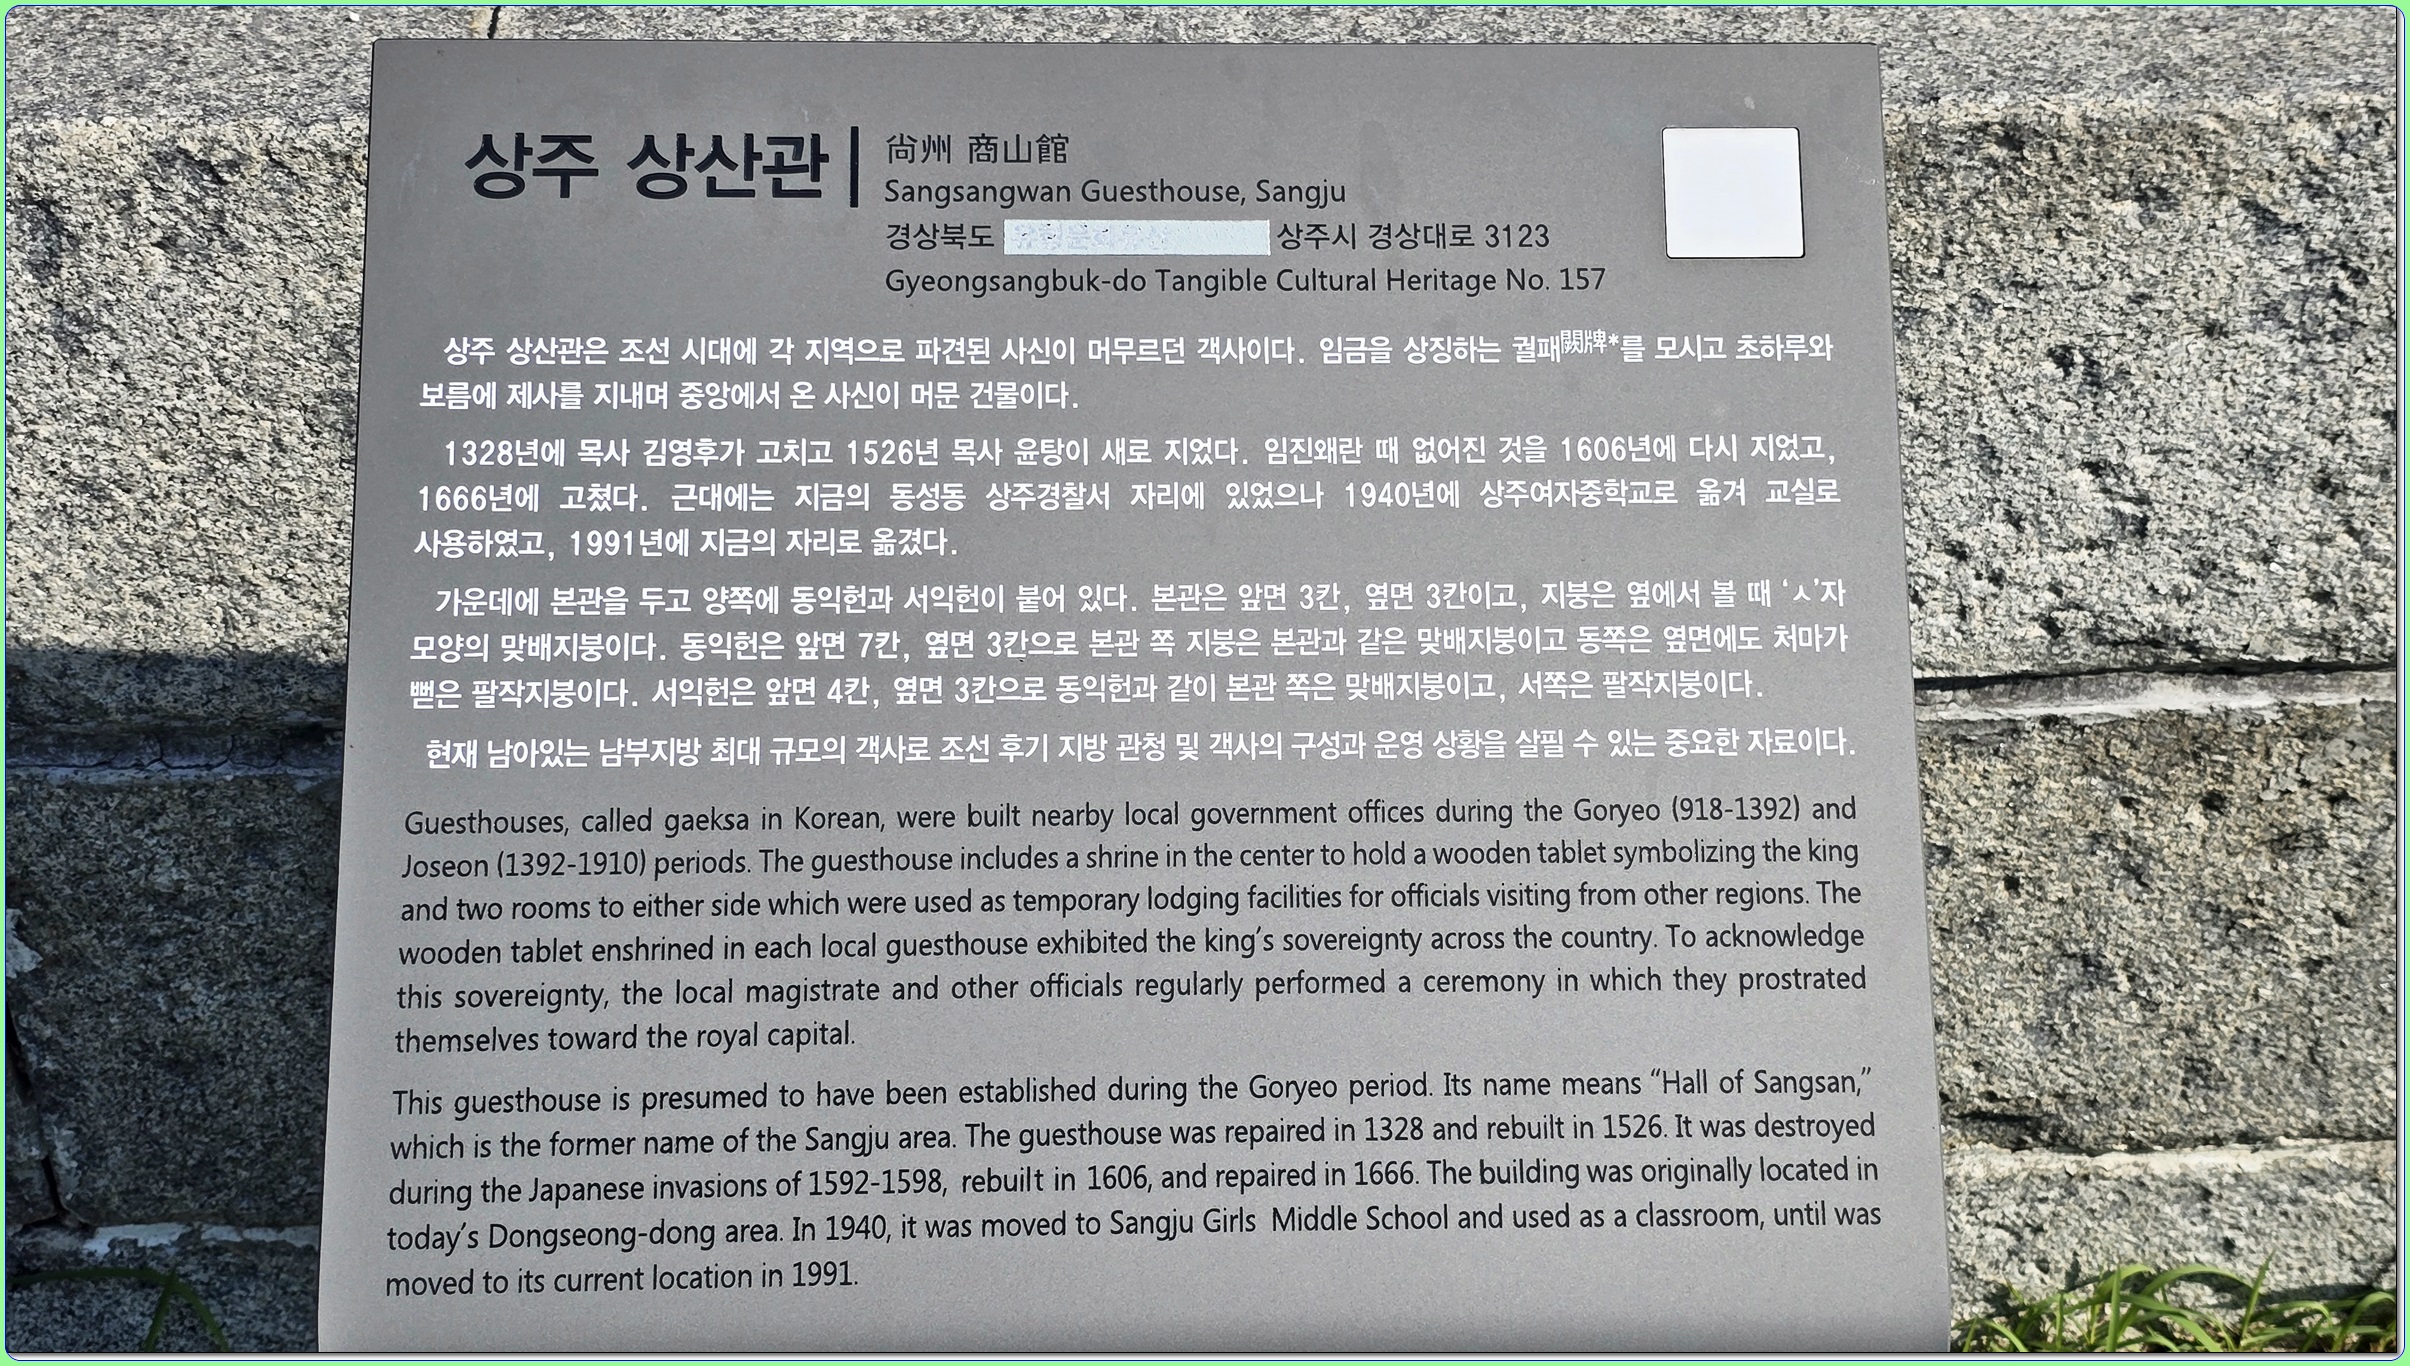 상주 상산관
尙州 商山館
Sangsangwan Guesthouse, Sangju
경상북도 상주시 경상대로 3123
Gyeongsangbuk-do Tangible Cultural Heritage No. 157
상주 상산관은 조선 시대에 각 지역으로 파견된 사신이 머무르던 객사이다. 임금을 상징하는 궐패闕牌*를 모시고 초하루와
보름에 제사를 지내며 중앙에서 온 사신이 머문 건물이다.
1328년에 목사 김영후가 고치고 1526년 목사 윤탕이 새로 지었다. 임진왜란 때 없어진 것을 1606년에 다시 지었고,
1666년에 고쳤다. 근대에는 지금의 동성동 상주경찰서 자리에 있었으나 1940년에 상주여자중학교로 옮겨 교실로
사용하였고, 1991년에 지금의 자리로 옮겼다.
가운데에 본관을 두고 양쪽에 동익헌과 서익헌이 붙어 있다. 본관은 앞면 3칸, 옆면 3칸이고, 지붕은 옆에서 볼 때 ‘ㅅ’자
모양의 맞배지붕이다. 동익헌은 앞면 7칸, 옆면 3칸으로 본관 쪽 지붕은 본관과 같은 맞배지붕이고 동쪽은 옆면에도 처마가
뻗은 팔작지붕이다. 서익헌은 앞면 4칸, 옆면 3칸으로 동익헌과 같이 본관 쪽은 맞배지붕이고, 서쪽은 팔작지붕이다.
현재 남아있는 남부지방 최대 규모의 객사로 조선 후기 지방 관청 및 객사의 구성과 운영 상황을 살필 수 있는 중요한 자료이다.
Guesthouses, called gaeksa in Korean, were built nearby local government offices during the Goryeo (918-1392) and
Joseon (1392-1910) periods. The guesthouse includes a shrine in the center to hold a wooden tablet symbolizing the king
and two rooms to either side which were used as temporary lodging facilities for officials visiting from other regions. The
wooden tablet enshrined in each local guesthouse exhibited the king’s sovereignty across the country. To acknowledge
this sovereignty, the local magistrate and other officials regularly performed a ceremony in which they prostrated
themselves toward the royal capital.
This guesthouse is presumed to have been established during the Goryeo period. Its name means “Hall of Sangsan,”
which is the former name of the Sangju area. The guesthouse was repaired in 1328 and rebuilt in 1526. It was destroyed
during the Japanese invasions of 1592-1598, rebuilt in 1606, and repaired in 1666. The building was originally located in
today’s Dongseong-dong area. In 1940, it was moved to Sangju Girls Middle School and used as a classroom, until was
moved to its current location in 1991.